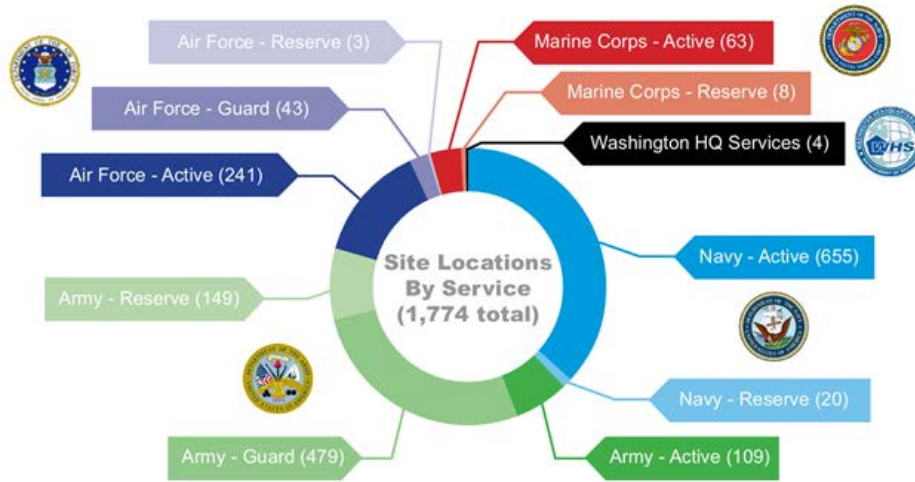 Air Force - Reserve (3)
Marine Corps - Active (63)
Air Force - Guard (43)
Marine Corps - Reserve (8)
Washington HQ Services (4)
WHS
Air Force - Active (241)
Site Locations
By Service
(1,774 total)
Navy - Active (655)
Army - Reserve (149)
Navy - Reserve (20)
Army - Guard (479)
Army - Active (109)